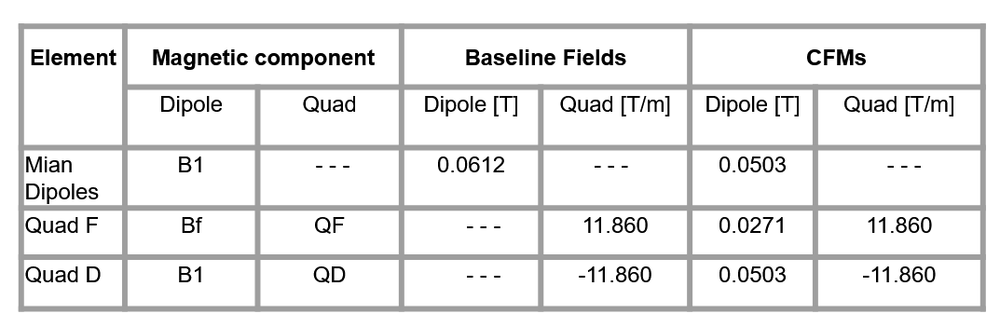 Element Magnetic component Baseline Fields CFMs
Dipole Quad Dipole [T] Quad [T/m] Dipole [T] Quad [T/m]
Mian Dipoles B1 - - - 0.0612 - - - 0.0503 - - -
Quad F Bf QF - - - 11.860 0.0271 11.860
Quad D B1 QD - - - -11.860 0.0503 -11.860